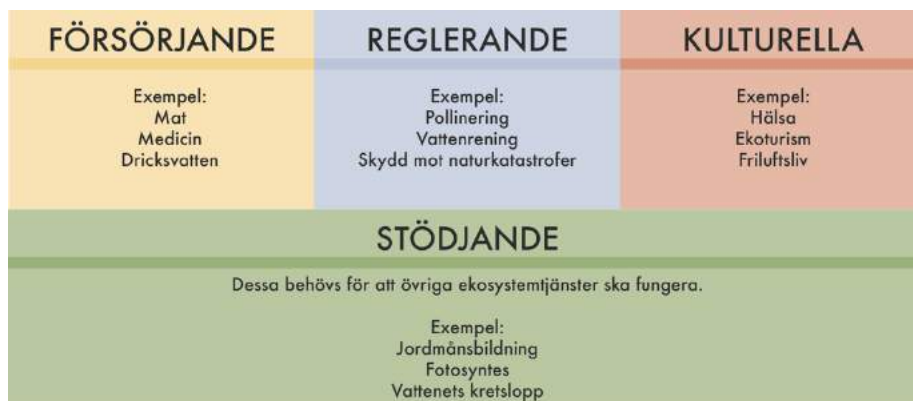 FÖRSÖRJANDE
Exempel:
Mat
Medicin
Dricksvatten
REGLERANDE
Exempel:
Pollinering
Vattenrening
Skydd mot naturkatastrofer
KULTURELLA
Exempel:
Hälsa
Ekoturism
Friluftsliv
STÖDJANDE
Dessa behövs för att övriga ekosystemtjänster ska fungera.
Exempel:
Jordmånsbildning
Fotosyntes
Vattenets kretslopp